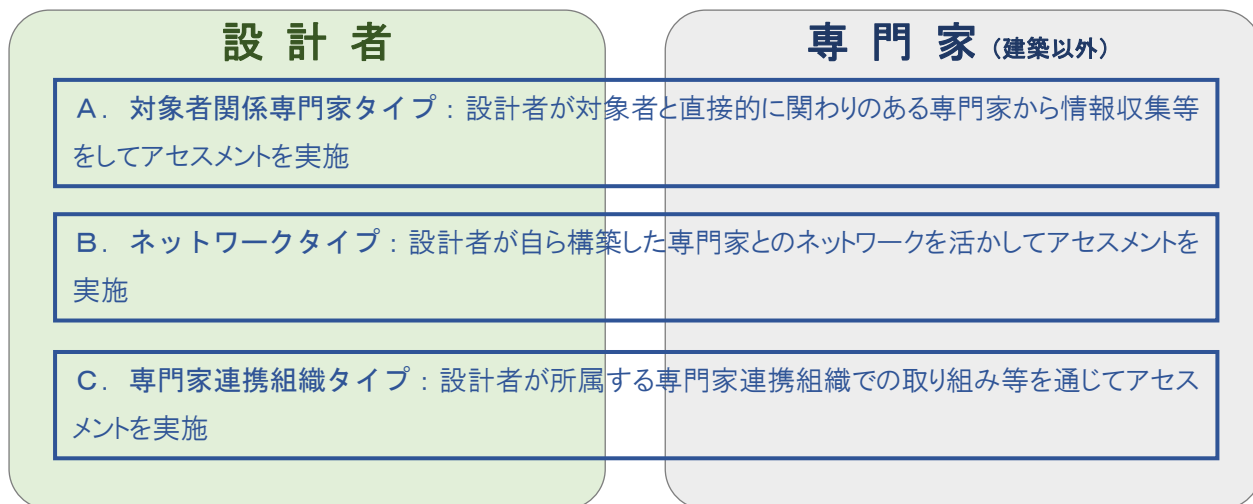 設 計 者
専 門 家 (建築以外)
A. 対象者関係専門家タイプ：設計者が対象者と直接的に関わりのある専門家から情報収集等
をしてアセスメントを実施
B. ネットワークタイプ：設計者が自ら構築した専門家とのネットワークを活かしてアセスメントを
実施
C. 専門家連携組織タイプ：設計者が所属する専門家連携組織での取り組み等を通じてアセス
メントを実施